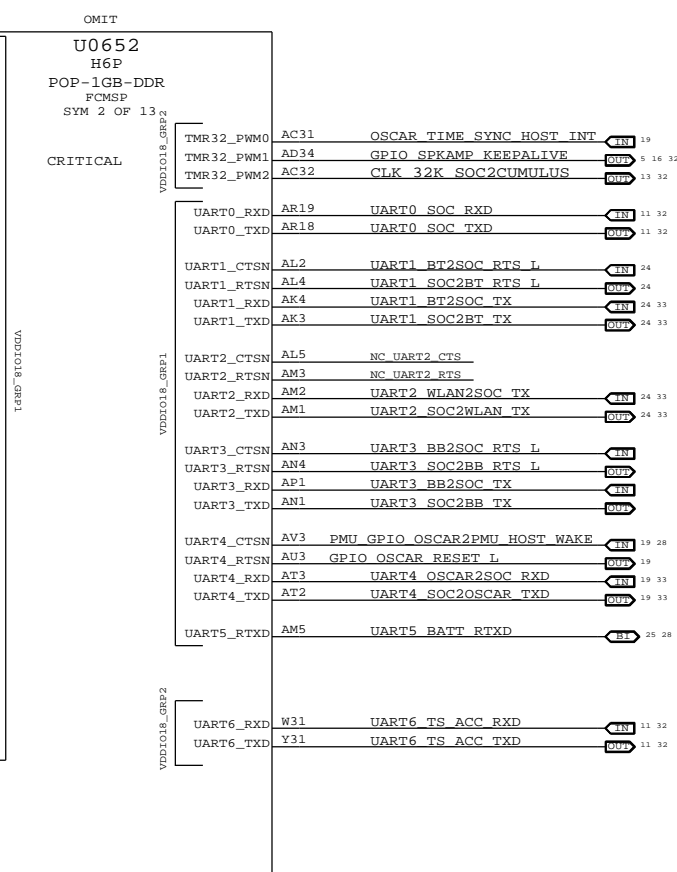 OMIT
U0652
H6P
POP-1GB-DDR
FCMSP
SYM 2 OF 13
CRITICAL
VDDIO18_GRP2
TMR32_PWM0 AC31 OSCAR_TIME_SYNC_HOST_INT IN 19
TMR32_PWM1 AD34 GPIO_SPKAMP_KEEPALIVE OUT 5 16 32
TMR32_PWM2 AC32 CLK_32K_SOC2CUMULUS OUT 13 32
VDDIO18_GRP1
VDDIO18_GRP1
UART0_RXD AR19 UART0_SOC_RXD IN 11 32
UART0_TXD AR18 UART0_SOC_TXD OUT 11 32
UART1_CTSN AL2 UART1_BT2SOC_RTS_L IN 24
UART1_RTSN AL4 UART1_SOC2BT_RTS_L OUT 24
UART1_RXD AK4 UART1_BT2SOC_TX IN 24 33
UART1_TXD AK3 UART1_SOC2BT_TX OUT 24 33
UART2_CTSN AL5 NC_UART2_CTS
UART2_RTSN AM3 NC_UART2_RTS
UART2_RXD AM2 UART2_WLAN2SOC_TX IN 24 33
UART2_TXD AM1 UART2_SOC2WLAN_TX OUT 24 33
UART3_CTSN AN3 UART3_BB2SOC_RTS_L IN
UART3_RTSN AN4 UART3_SOC2BB_RTS_L OUT
UART3_RXD AP1 UART3_BB2SOC_TX IN
UART3_TXD AN1 UART3_SOC2BB_TX OUT
UART4_CTSN AV3 PMU_GPIO_OSCAR2PMU_HOST_WAKE IN 19 28
UART4_RTSN AU3 GPIO_OSCAR_RESET_L OUT 19
UART4_RXD AT3 UART4_OSCAR2SOC_RXD IN 19 33
UART4_TXD AT2 UART4_SOC2OSCAR_TXD OUT 19 33
UART5_RTXD AM5 UART5_BATT_RTXD BI 25 28
VDDIO18_GRP2
UART6_RXD W31 UART6_TS_ACC_RXD IN 11 32
UART6_TXD Y31 UART6_TS_ACC_TXD OUT 11 32